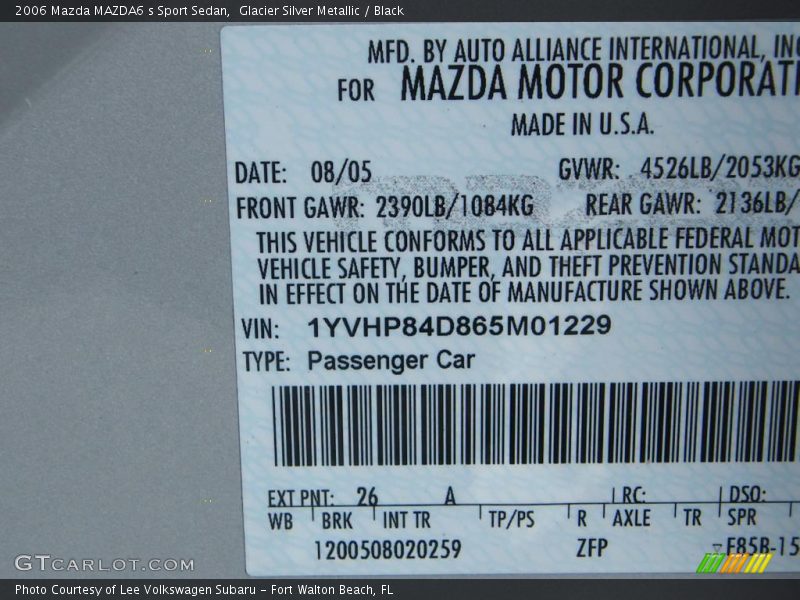 2006 Mazda MAZDA6 s Sport Sedan, Glacier Silver Metallic / Black
MFD. BY AUTO ALLIANCE INTERNATIONAL, INC
FOR MAZDA MOTOR CORPORATI
MADE IN U.S.A.
DATE: 08/05 GVWR: 4526LB/2053KG
FRONT GAWR: 2390LB/1084KG REAR GAWR: 2136LB/
THIS VEHICLE CONFORMS TO ALL APPLICABLE FEDERAL MOT
VEHICLE SAFETY, BUMPER, AND THEFT PREVENTION STANDA
IN EFFECT ON THE DATE OF MANUFACTURE SHOWN ABOVE.
VIN: 1YVHP84D865M01229
TYPE: Passenger Car
EXT PNT: 26 A RC: DSO:
WB BRK INT TR TP/PS R AXLE TR SPR
1200508020259 ZFP F85B-15
GTCARLOT.COM
Photo Courtesy of Lee Volkswagen Subaru – Fort Walton Beach, FL